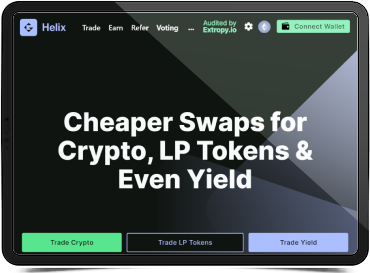 Helix
Trade Earn Refer Voting ...
Audited by
Extropy.io
Connect Wallet
Cheaper Swaps for
Crypto, LP Tokens &
Even Yield
Trade Crypto
Trade LP Tokens
Trade Yield